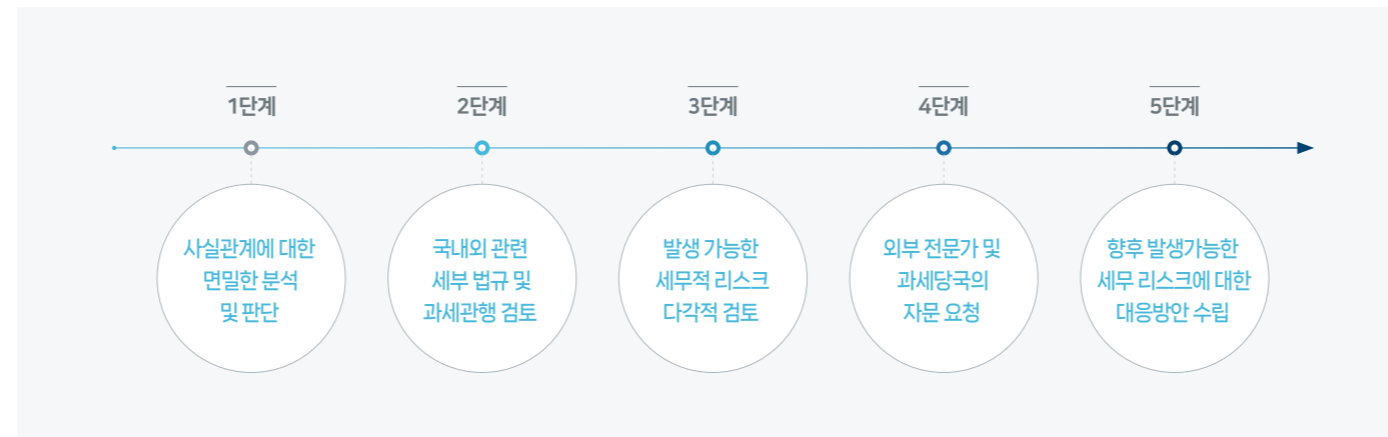 1단계
2단계
3단계
4단계
5단계
사실관계에 대한
면밀한 분석
및 판단
국내외 관련
세부 법규 및
과세관행 검토
발생 가능한
세무적 리스크
다각적 검토
외부 전문가 및
과세당국의
자문 요청
향후 발생가능한
세무 리스크에 대한
대응방안 수립